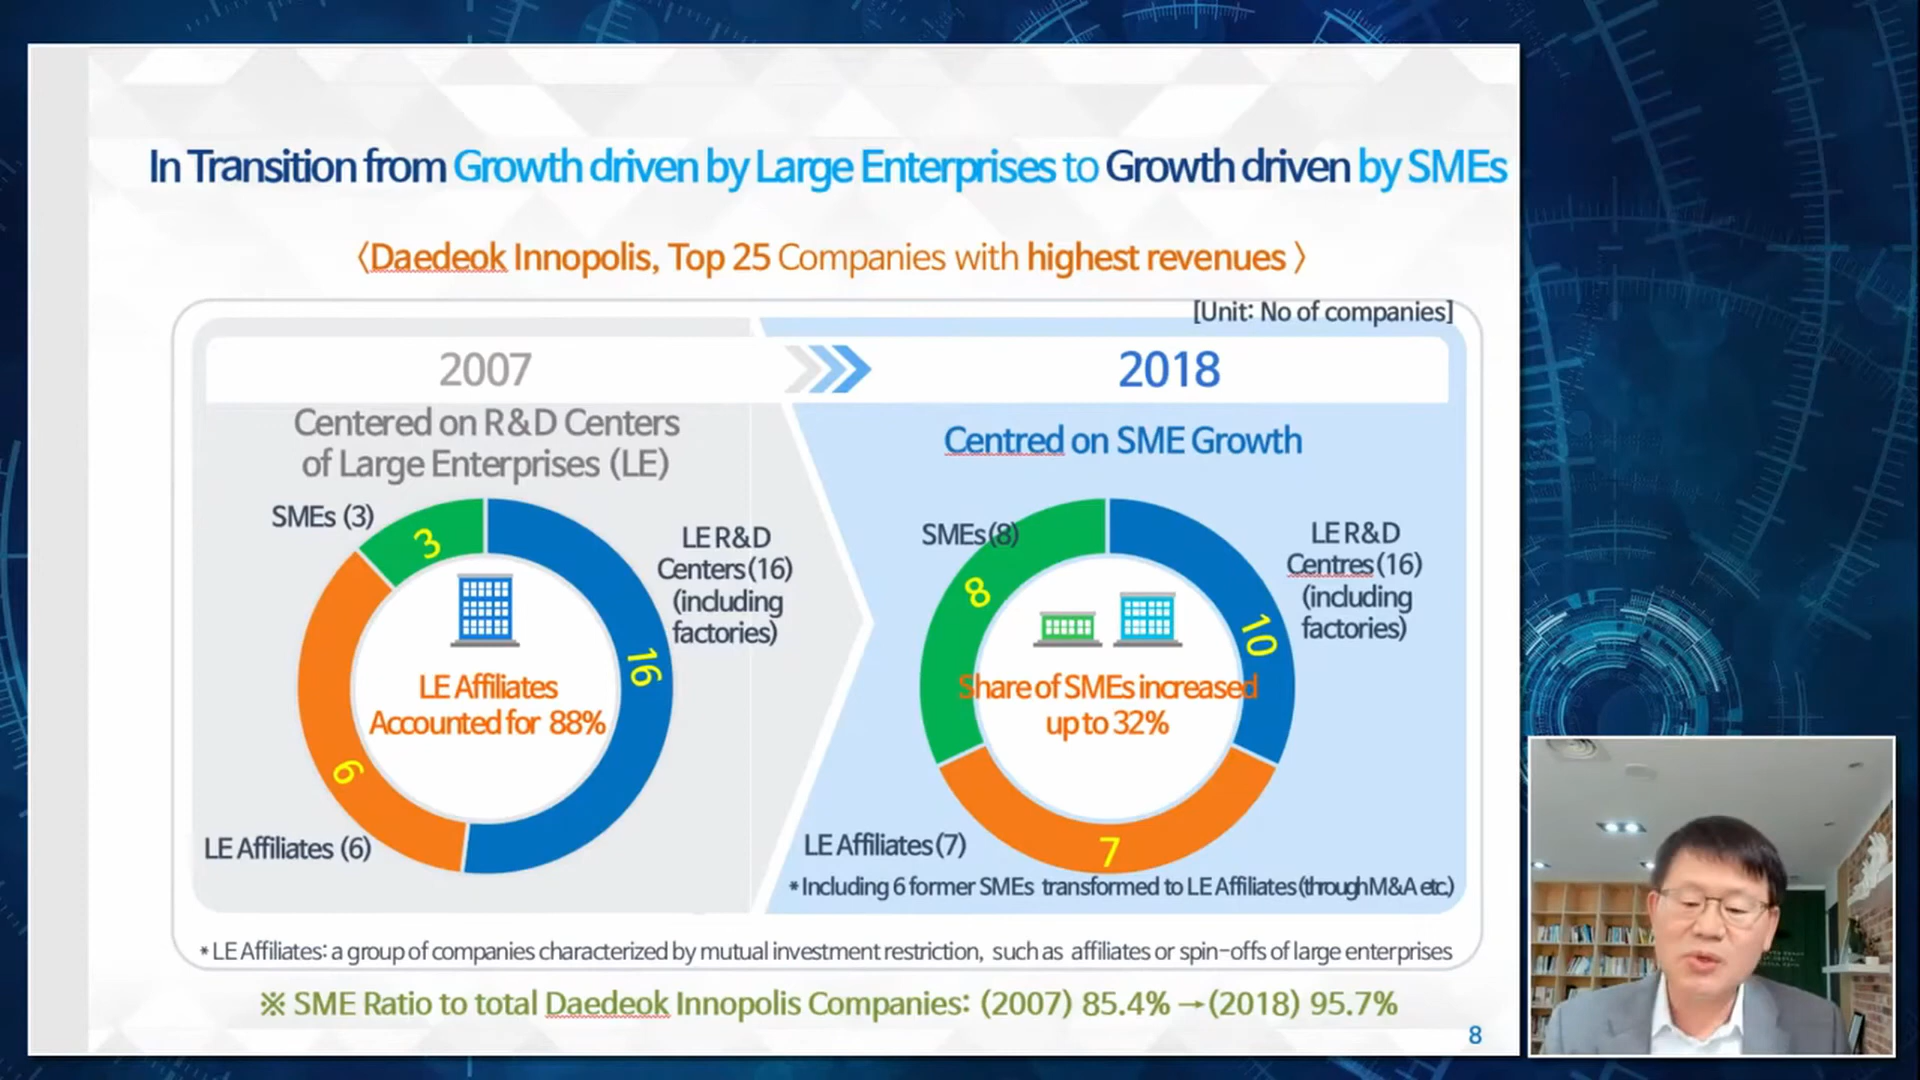 In Transition from Growth driven by Large Enterprises to Growth driven by SMEs
〈Daedeok Innopolis, Top 25 Companies with highest revenues 〉
[Unit: No of companies]
2007
2018
Centered on R&D Centers
of Large Enterprises (LE)
SMEs (3)
3
LE R&D
Centers (16)
(including
factories)
16
LE Affiliates
Accounted for 88%
6
LE Affiliates (6)
Centred on SME Growth
SMEs (8)
8
LE R&D
Centres (16)
(including
factories)
10
Share of SMEs increased
up to 32%
LE Affiliates (7)
7
* Including 6 former SMEs transformed to LE Affiliates (through M&A etc.)
* LE Affiliates: a group of companies characterized by mutual investment restriction, such as affiliates or spin-offs of large enterprises
※ SME Ratio to total Daedeok Innopolis Companies: (2007) 85.4% →(2018) 95.7%
8